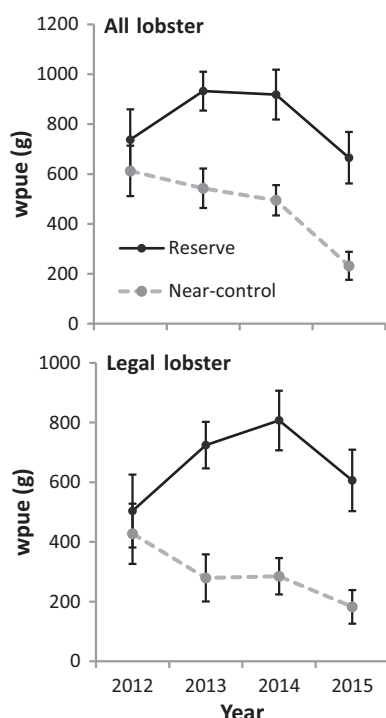 All lobster
1200
1000
800
600
400
200
0
wpue (g)
Reserve
Near-control
Legal lobster
1000
800
600
400
200
0
wpue (g)
2012 2013 2014 2015
Year